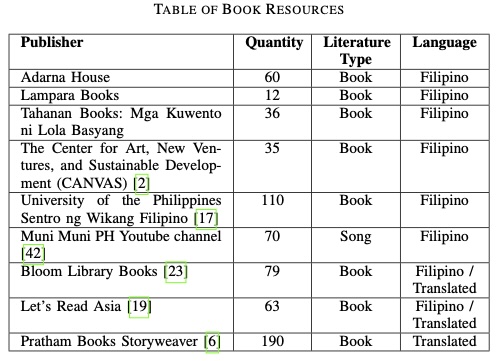 TABLE OF BOOK RESOURCES
Publisher Quantity Literature Type Language
Adarna House 60 Book Filipino
Lampara Books 12 Book Filipino
Tahanan Books: Mga Kuwento ni Lola Basyang 36 Book Filipino
The Center for Art, New Ven-
tures, and Sustainable Develop-
ment (CANVAS) [2] 35 Book Filipino
University of the Philippines
Sentro ng Wikang Filipino [17] 110 Book Filipino
Muni Muni PH Youtube channel
[42] 70 Song Filipino
Bloom Library Books [23] 79 Book Filipino / Translated
Let's Read Asia [19] 63 Book Filipino / Translated
Pratham Books Storyweaver [6] 190 Book Translated